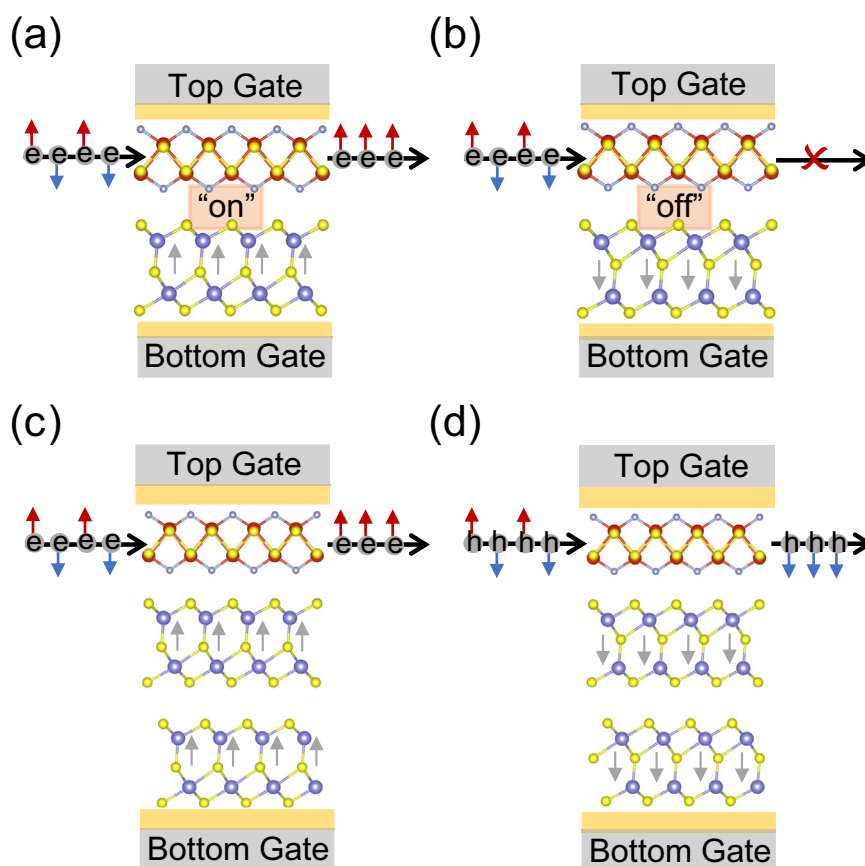 (a)
Top Gate
e e e e
e e e
“on”
Bottom Gate
(b)
Top Gate
e e e e
“off”
Bottom Gate
(c)
Top Gate
e e e e
e e e
Bottom Gate
(d)
Top Gate
h h h h
h h h
Bottom Gate